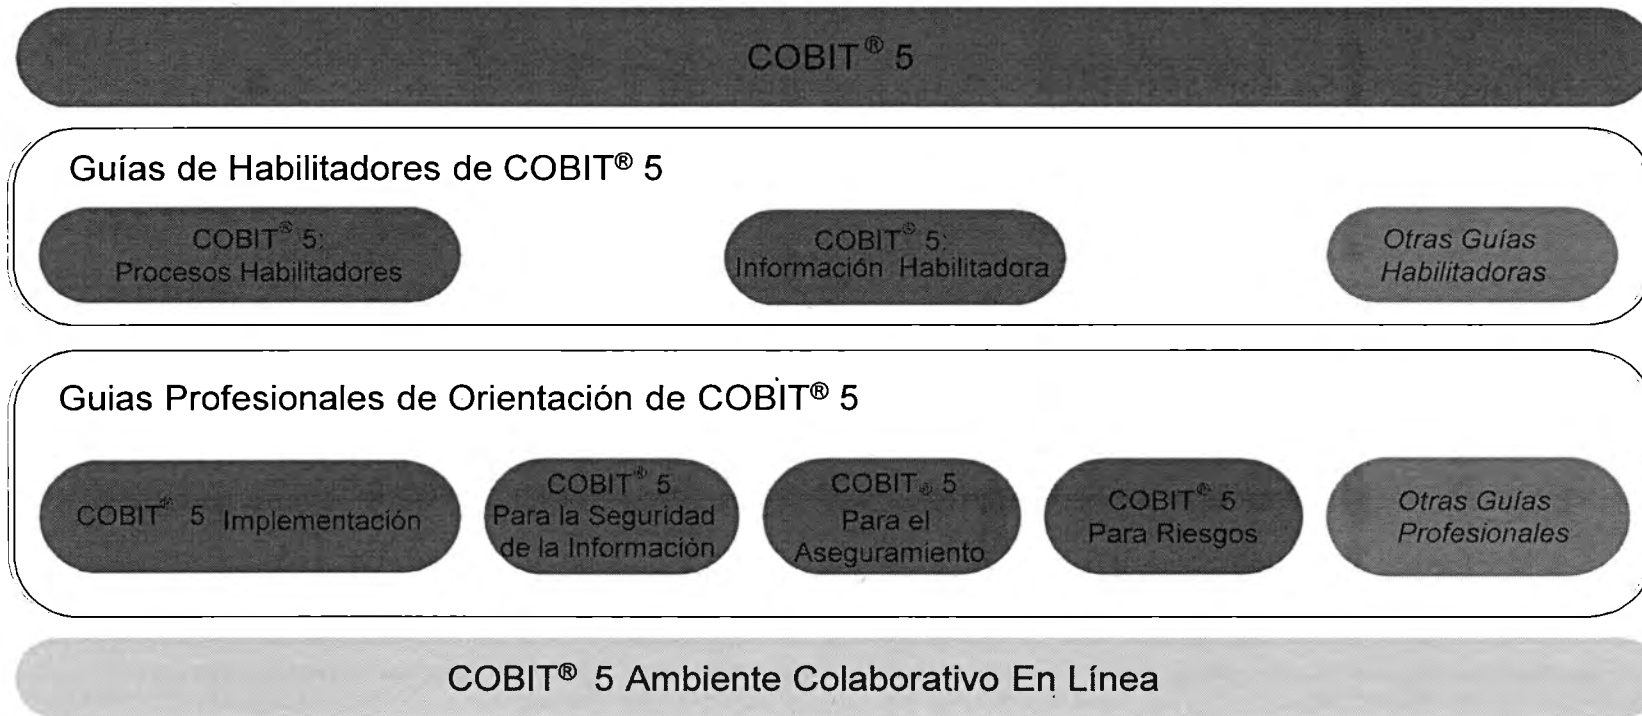 COBIT® 5
Guías de Habilitadores de COBIT® 5
COBIT® 5:
Procesos Habilitadores
COBIT® 5:
Información Habilitadora
Otras Guías
Habilitadoras
Guias Profesionales de Orientación de COBIT® 5
COBIT® 5 Implementación
COBIT® 5
Para la Seguridad
de la Información
COBIT® 5
Para el
Aseguramiento
COBIT® 5
Para Riesgos
Otras Guías
Profesionales
COBIT® 5 Ambiente Colaborativo En Línea